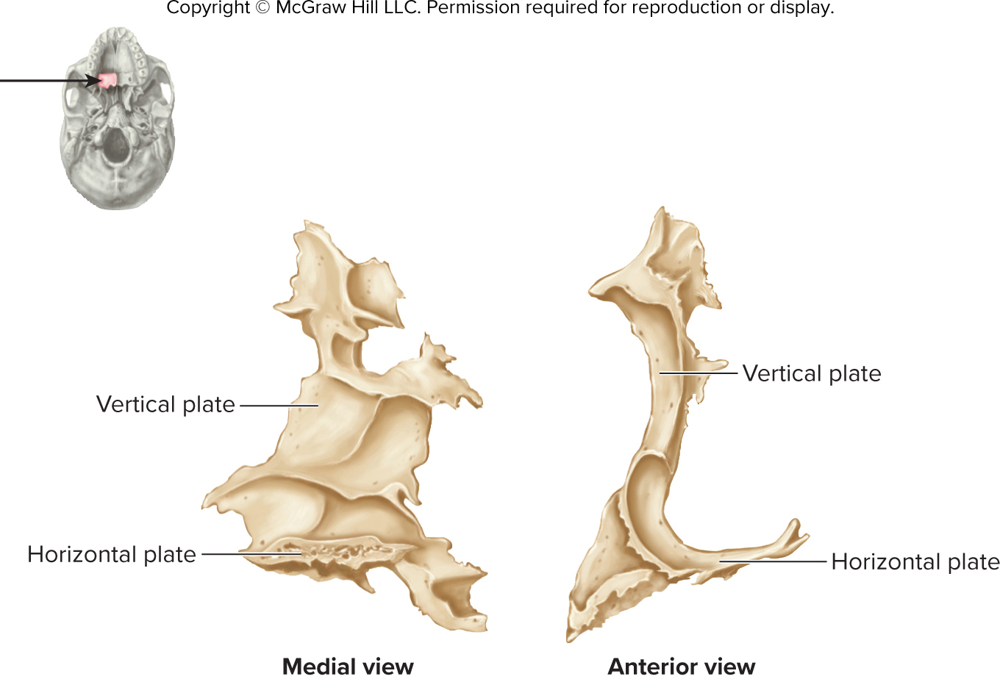 Copyright © McGraw Hill LLC. Permission required for reproduction or display.
Vertical plate
Vertical plate
Horizontal plate
Horizontal plate
Medial view
Anterior view